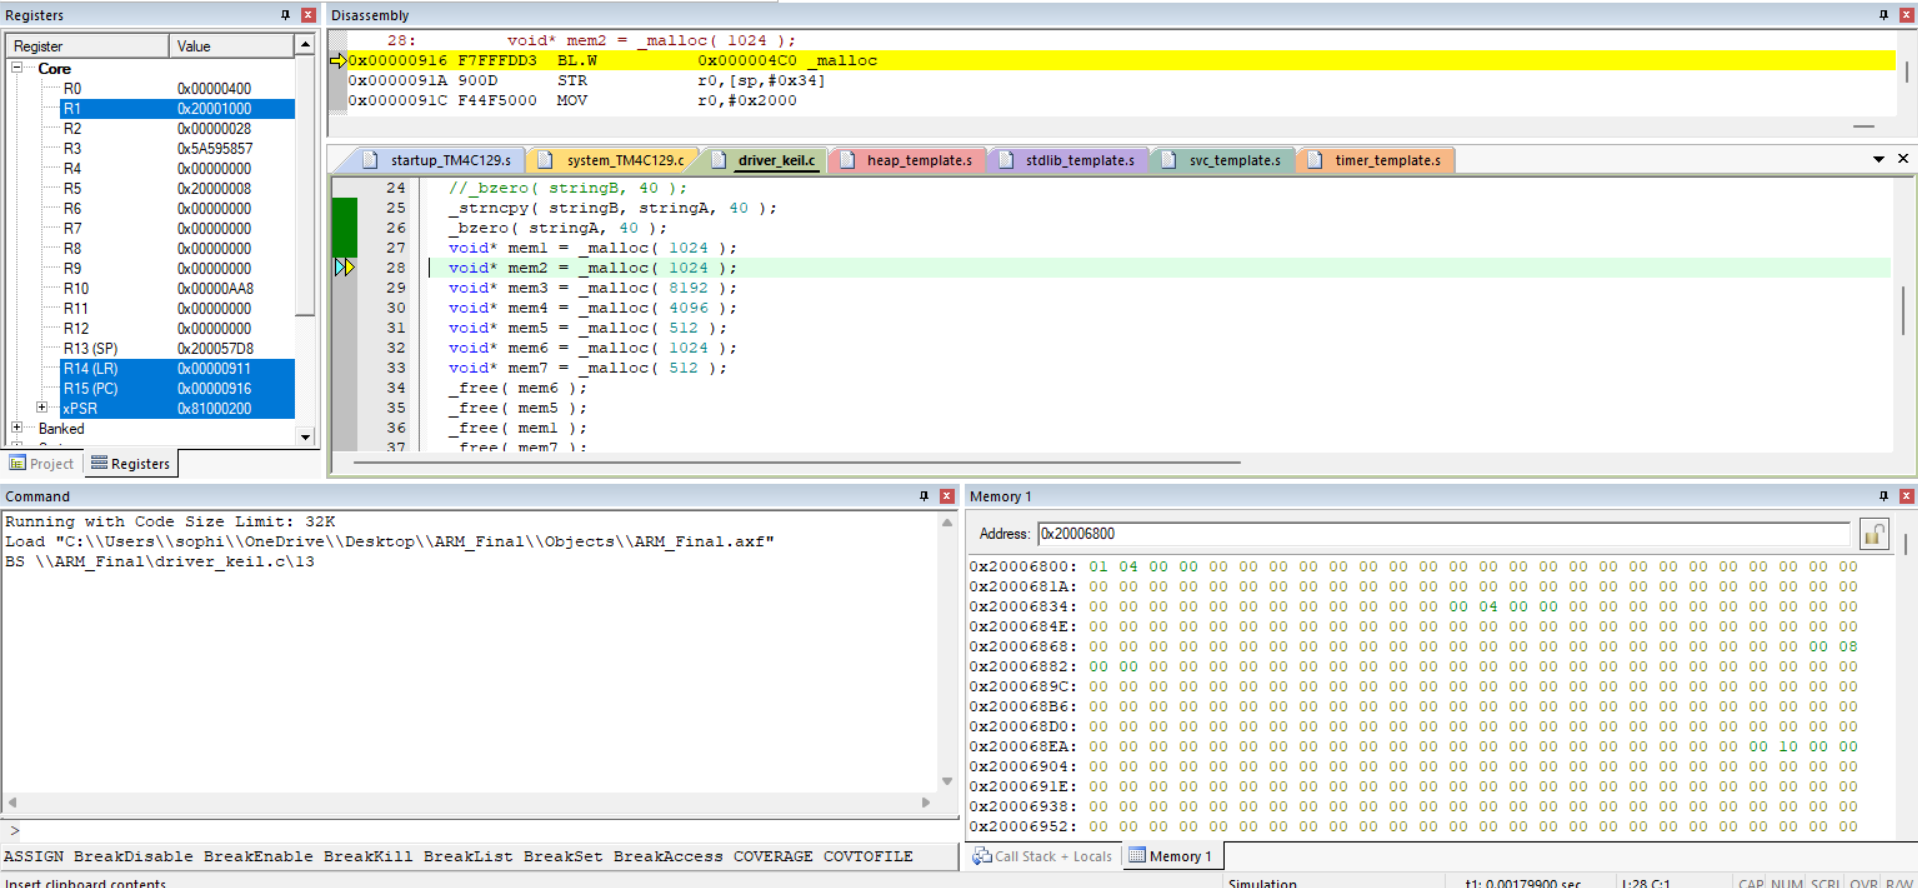 Registers
Register Value
Core
R0 0x00000400
R1 0x20001000
R2 0x00000028
R3 0x5A595857
R4 0x00000000
R5 0x20000008
R6 0x00000000
R7 0x00000000
R8 0x00000000
R9 0x00000000
R10 0x00000AA8
R11 0x00000000
R12 0x00000000
R13 (SP) 0x200057D8
R14 (LR) 0x00000911
R15 (PC) 0x00000916
xPSR 0x81000200
Banked
Project Registers
Disassembly
28: void* mem2 = _malloc( 1024 );
0x00000916 F7FFFDD3 BL.W 0x000004C0 _malloc
0x0000091A 900D STR r0,[sp,#0x34]
0x0000091C F44F5000 MOV r0,#0x2000
startup_TM4C129.s system_TM4C129.c driver_keil.c heap_template.s stdlib_template.s svc_template.s timer_template.s
24 //_bzero( stringB, 40 );
25 _strncpy( stringB, stringA, 40 );
26 _bzero( stringA, 40 );
27 void* mem1 = _malloc( 1024 );
28 void* mem2 = _malloc( 1024 );
29 void* mem3 = _malloc( 8192 );
30 void* mem4 = _malloc( 4096 );
31 void* mem5 = _malloc( 512 );
32 void* mem6 = _malloc( 1024 );
33 void* mem7 = _malloc( 512 );
34 _free( mem6 );
35 _free( mem5 );
36 _free( mem1 );
37 _free( mem7 );
Command
Running with Code Size Limit: 32K
Load "C:\\Users\\sophi\\OneDrive\\Desktop\\ARM_Final\\Objects\\ARM_Final.axf"
BS \\ARM_Final\driver_keil.c\13
>
ASSIGN BreakDisable BreakEnable BreakKill BreakList BreakSet BreakAccess COVERAGE COVTOFILE
Memory 1
Address: 0x20006800
0x20006800: 01 04 00 00 00 00 00 00 00 00 00 00 00 00 00 00 00 00 00 00 00 00 00 00 00 00
0x2000681A: 00 00 00 00 00 00 00 00 00 00 00 00 00 00 00 00 00 00 00 00 00 00 00 00 00 00
0x20006834: 00 00 00 00 00 00 00 00 00 00 00 00 00 04 00 00 00 00 00 00 00 00 00 00 00 00
0x2000684E: 00 00 00 00 00 00 00 00 00 00 00 00 00 00 00 00 00 00 00 00 00 00 00 00 00 00
0x20006868: 00 00 00 00 00 00 00 00 00 00 00 00 00 00 00 00 00 00 00 00 00 00 00 00 00 08
0x20006882: 00 00 00 00 00 00 00 00 00 00 00 00 00 00 00 00 00 00 00 00 00 00 00 00 00 00
0x2000689C: 00 00 00 00 00 00 00 00 00 00 00 00 00 00 00 00 00 00 00 00 00 00 00 00 00 00
0x200068B6: 00 00 00 00 00 00 00 00 00 00 00 00 00 00 00 00 00 00 00 00 00 00 00 00 00 00
0x200068D0: 00 00 00 00 00 00 00 00 00 00 00 00 00 00 00 00 00 00 00 00 00 00 00 00 00 00
0x200068EA: 00 00 00 00 00 00 00 00 00 00 00 00 00 00 00 00 00 00 00 00 00 00 00 10 00 00
0x20006904: 00 00 00 00 00 00 00 00 00 00 00 00 00 00 00 00 00 00 00 00 00 00 00 00 00 00
0x2000691E: 00 00 00 00 00 00 00 00 00 00 00 00 00 00 00 00 00 00 00 00 00 00 00 00 00 00
0x20006938: 00 00 00 00 00 00 00 00 00 00 00 00 00 00 00 00 00 00 00 00 00 00 00 00 00 00
0x20006952: 00 00 00 00 00 00 00 00 00 00 00 00 00 00 00 00 00 00 00 00 00 00 00 00 00 00
Call Stack + Locals Memory 1
Insert clipboard contents Simulation t1: 0.00179900 sec L:28 C:1 CAP NUM SCRL OVR R/W